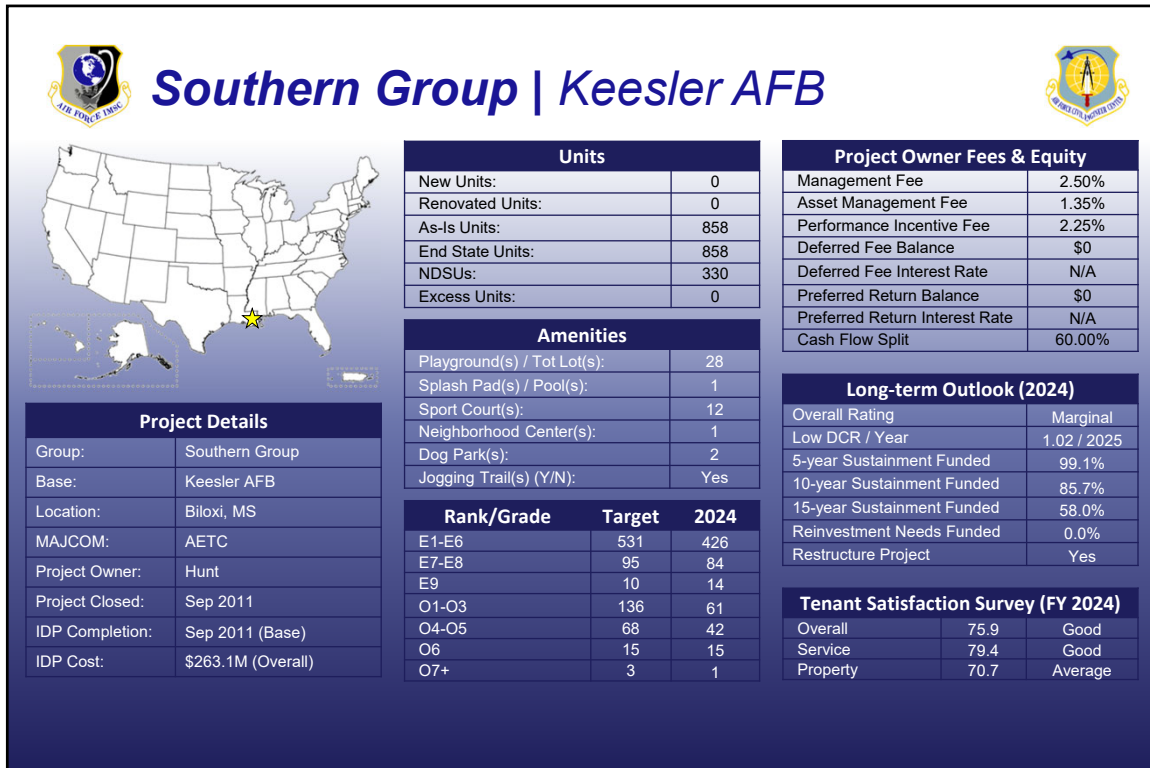 Southern Group | Keesler AFB
AIR FORCE IMSC
AIR FORCE CIVIL ENGINEER CENTER
Project Details
Group: Southern Group
Base: Keesler AFB
Location: Biloxi, MS
MAJCOM: AETC
Project Owner: Hunt
Project Closed: Sep 2011
IDP Completion: Sep 2011 (Base)
IDP Cost: $263.1M (Overall)
Units
New Units: 0
Renovated Units: 0
As-Is Units: 858
End State Units: 858
NDSUs: 330
Excess Units: 0
Amenities
Playground(s) / Tot Lot(s): 28
Splash Pad(s) / Pool(s): 1
Sport Court(s): 12
Neighborhood Center(s): 1
Dog Park(s): 2
Jogging Trail(s) (Y/N): Yes
Rank/Grade Target 2024
E1-E6 531 426
E7-E8 95 84
E9 10 14
O1-O3 136 61
O4-O5 68 42
O6 15 15
O7+ 3 1
Project Owner Fees & Equity
Management Fee 2.50%
Asset Management Fee 1.35%
Performance Incentive Fee 2.25%
Deferred Fee Balance $0
Deferred Fee Interest Rate N/A
Preferred Return Balance $0
Preferred Return Interest Rate N/A
Cash Flow Split 60.00%
Long-term Outlook (2024)
Overall Rating Marginal
Low DCR / Year 1.02 / 2025
5-year Sustainment Funded 99.1%
10-year Sustainment Funded 85.7%
15-year Sustainment Funded 58.0%
Reinvestment Needs Funded 0.0%
Restructure Project Yes
Tenant Satisfaction Survey (FY 2024)
Overall 75.9 Good
Service 79.4 Good
Property 70.7 Average